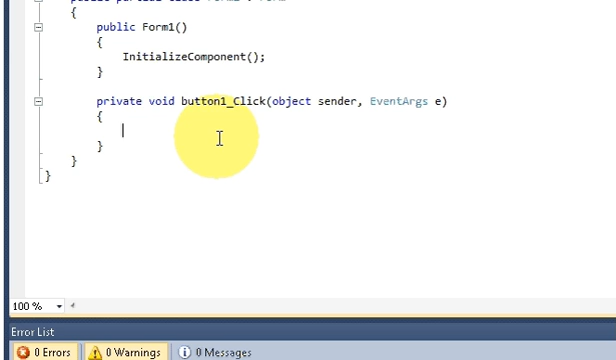 {
public Form1()
{
InitializeComponent();
}
private void button1_Click(object sender, EventArgs e)
{
}
}
}
100 %
Error List
0 Errors
0 Warnings
0 Messages